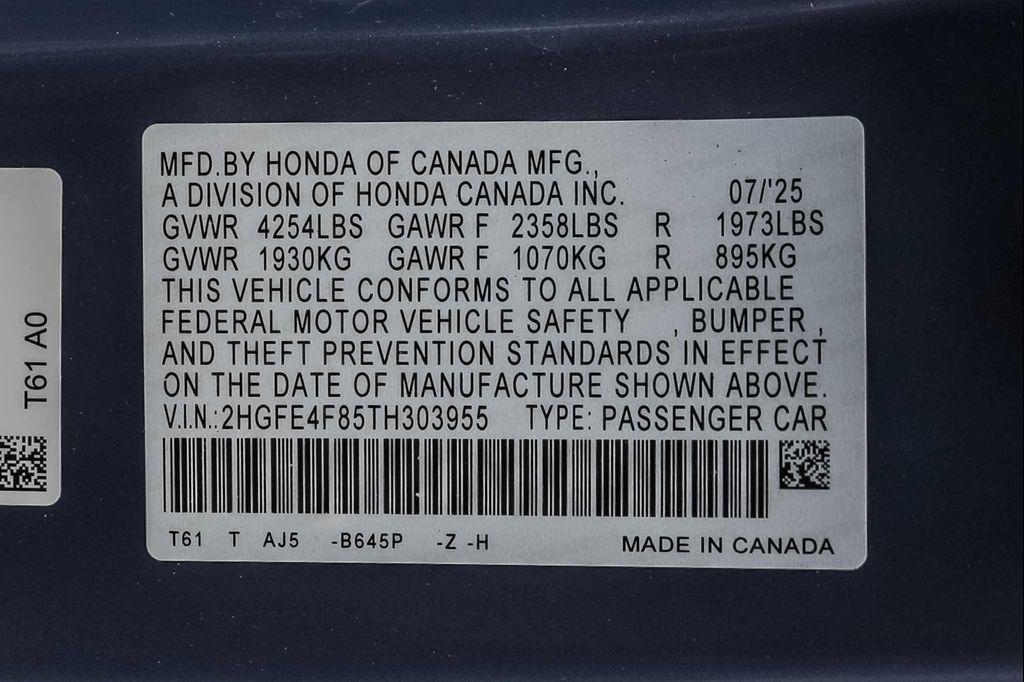 MFD.BY HONDA OF CANADA MFG.,
A DIVISION OF HONDA CANADA INC. 07/'25
GVWR 4254LBS GAWR F 2358LBS R 1973LBS
GVWR 1930KG GAWR F 1070KG R 895KG
THIS VEHICLE CONFORMS TO ALL APPLICABLE
FEDERAL MOTOR VEHICLE SAFETY , BUMPER ,
AND THEFT PREVENTION STANDARDS IN EFFECT
ON THE DATE OF MANUFACTURE SHOWN ABOVE.
V.I.N.:2HGFE4F85TH303955 TYPE: PASSENGER CAR
T61 T AJ5 -B645P -Z -H MADE IN CANADA
T61 A0